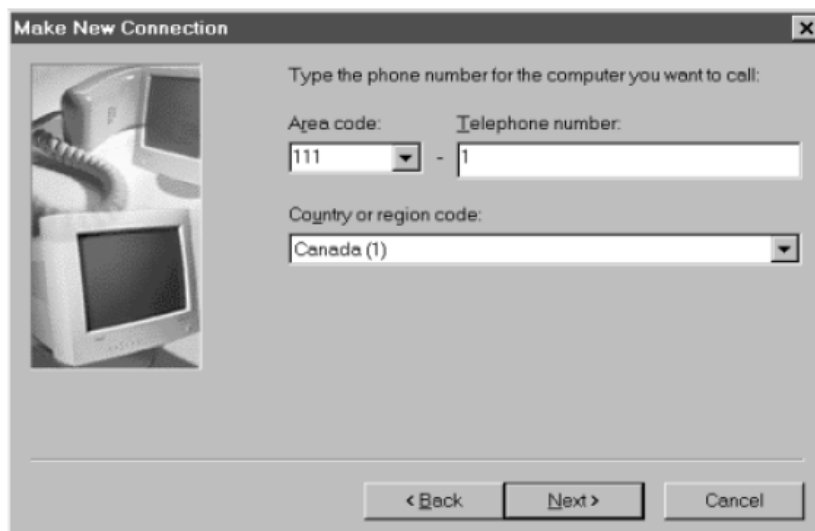 Make New Connection
Type the phone number for the computer you want to call:
Area code: Telephone number:
111 - 1
Country or region code:
Canada (1)
< Back Next > Cancel